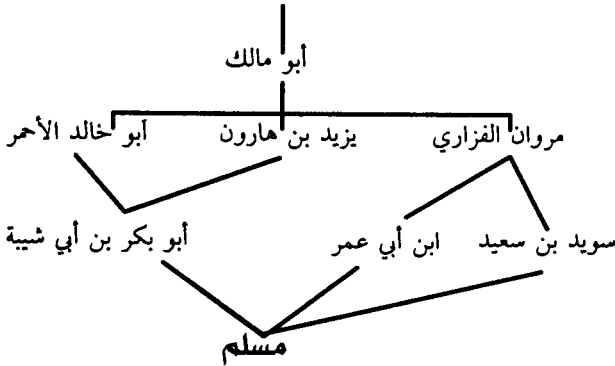 أبو مالك
مروان الفزاري يزيد بن هارون أبو خالد الأحمر
سويد بن سعيد ابن أبي عمر أبو بكر بن أبي شيبة
مسلم